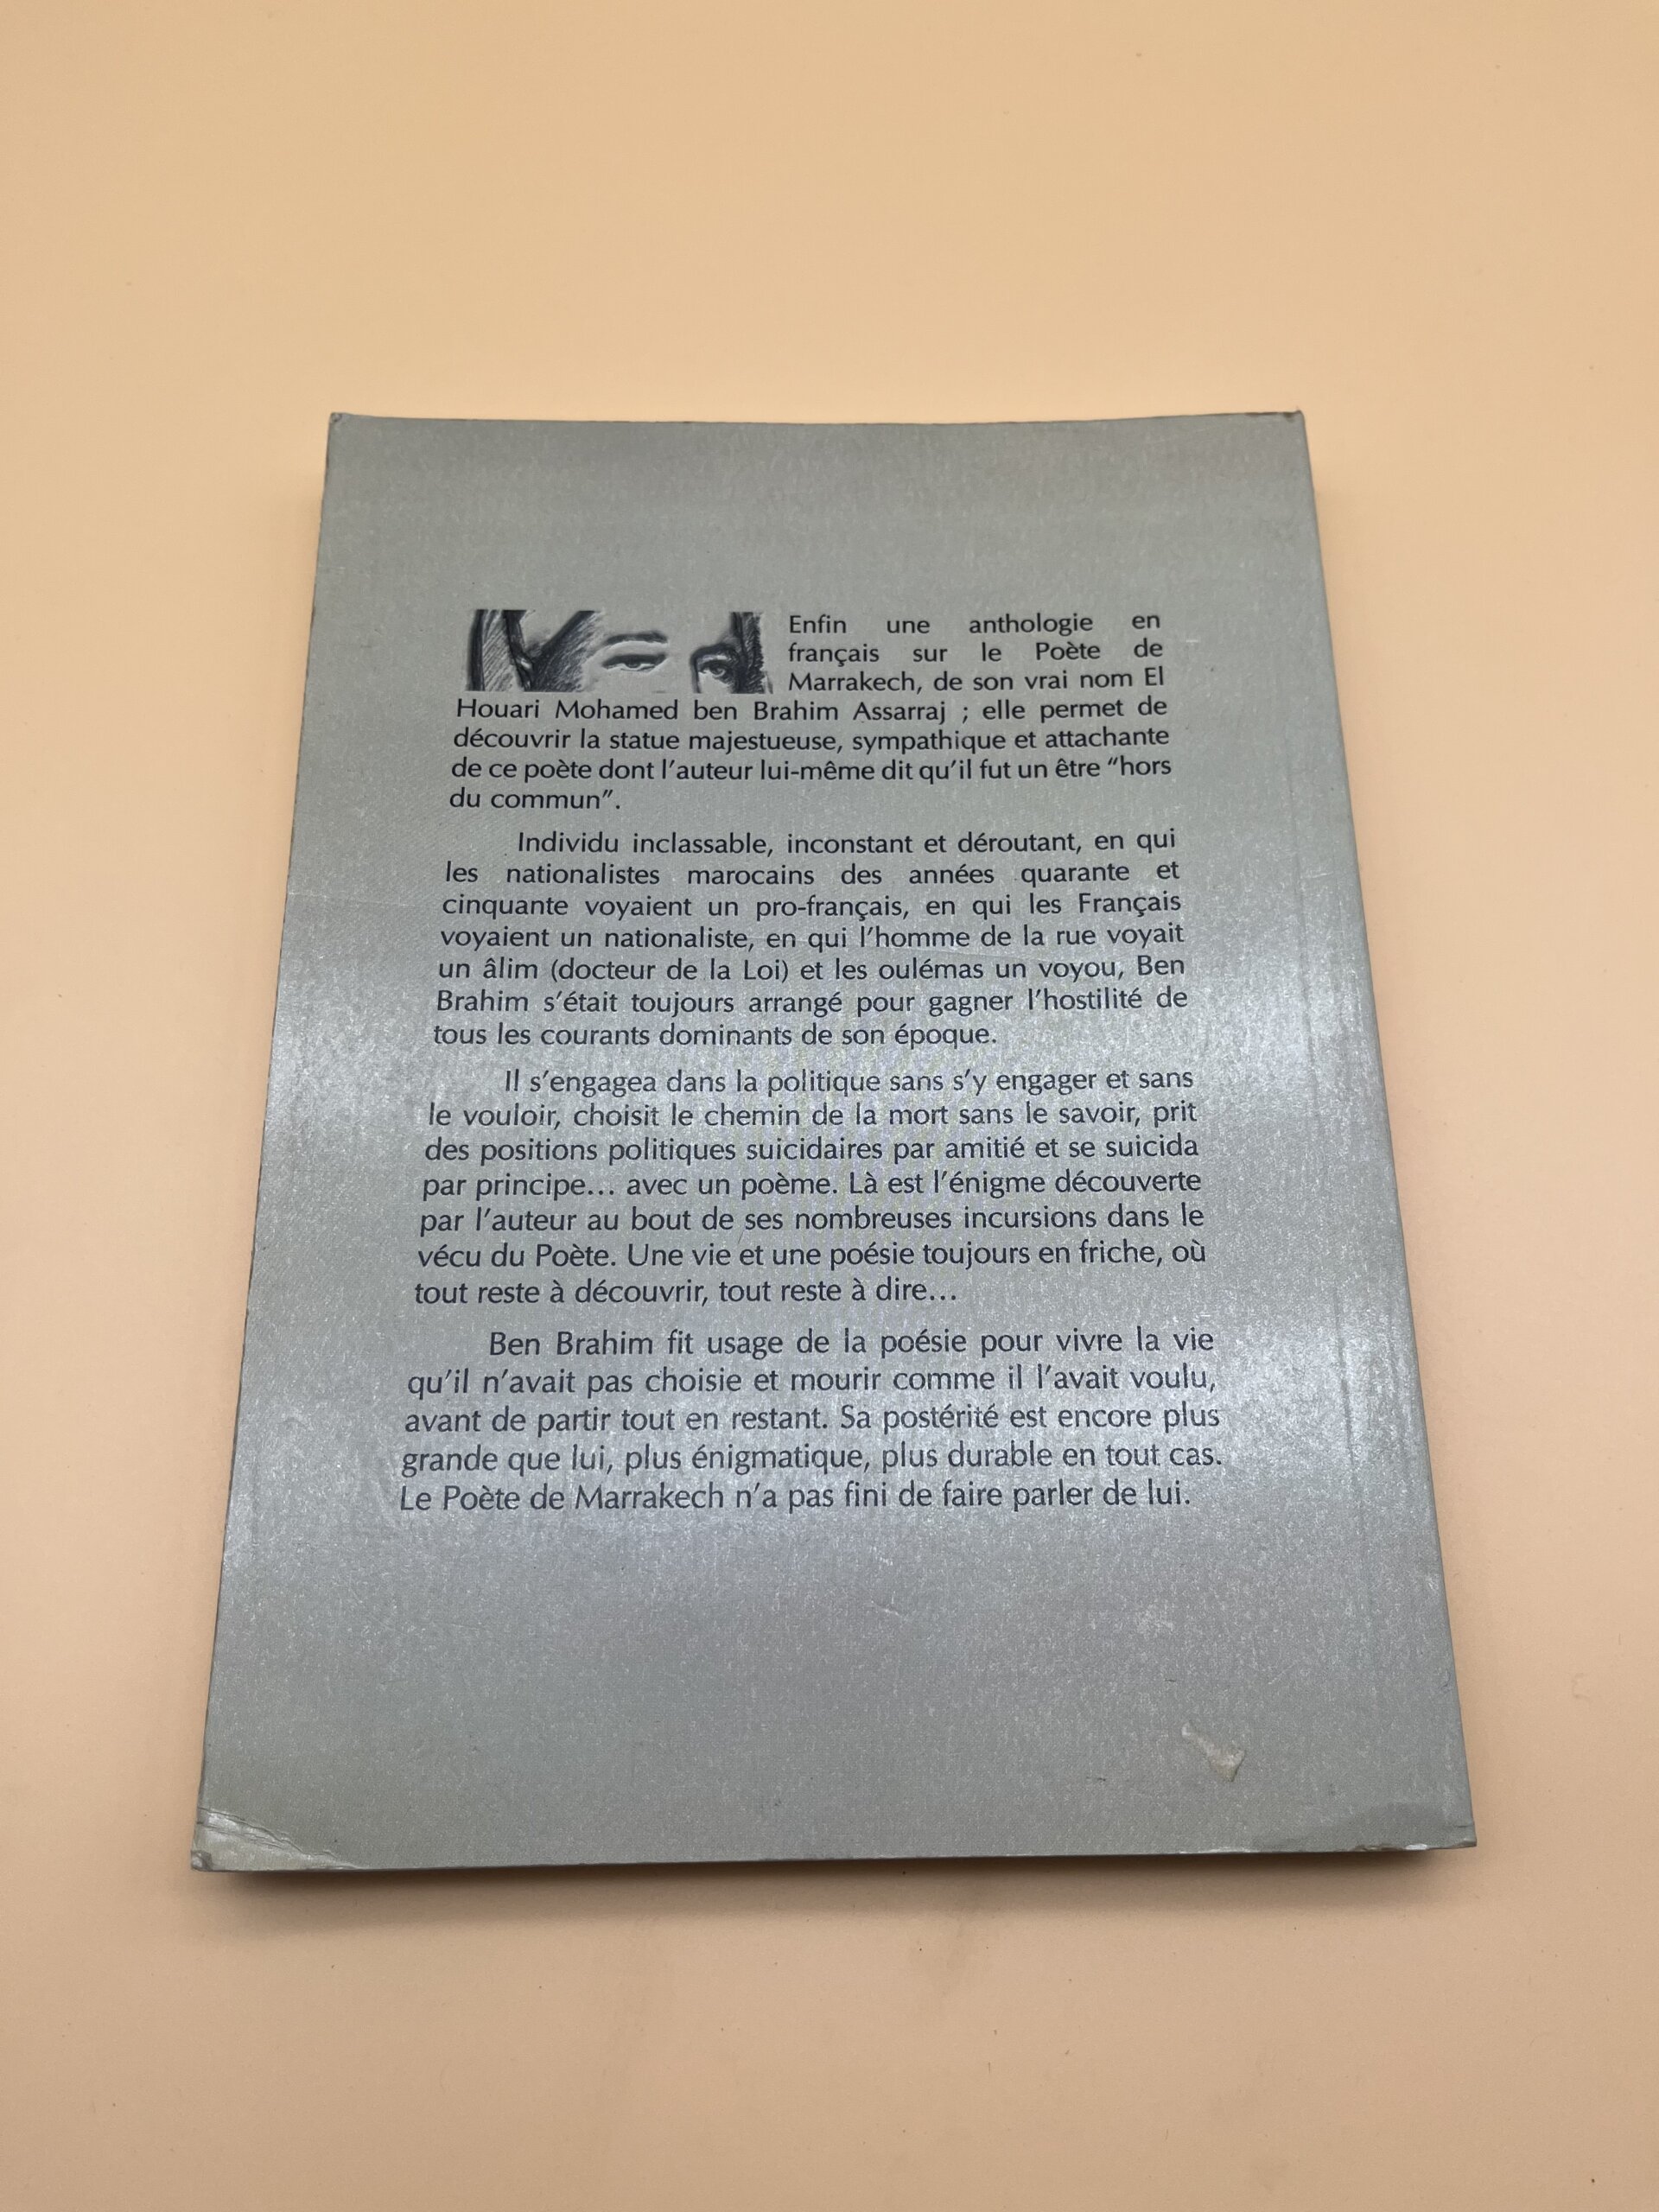 Enfin une anthologie en
français sur le Poète de
Marrakech, de son vrai nom El
Houari Mohamed ben Brahim Assarraj ; elle permet de
découvrir la statue majestueuse, sympathique et attachante
de ce poète dont l'auteur lui-même dit qu'il fut un être “hors
du commun”.
Individu inclassable, inconstant et déroutant, en qui
les nationalistes marocains des années quarante et
cinquante voyaient un pro-français, en qui les Français
voyaient un nationaliste, en qui l'homme de la rue voyait
un âlim (docteur de la Loi) et les oulémas un voyou, Ben
Brahim s'était toujours arrangé pour gagner l'hostilité de
tous les courants dominants de son époque.
Il s'engagea dans la politique sans s'y engager et sans
le vouloir, choisit le chemin de la mort sans le savoir, prit
des positions politiques suicidaires par amitié et se suicida
par principe... avec un poème. Là est l'énigme découverte
par l'auteur au bout de ses nombreuses incursions dans le
vécu du Poète. Une vie et une poésie toujours en friche, où
tout reste à découvrir, tout reste à dire...
Ben Brahim fit usage de la poésie pour vivre la vie
qu'il n'avait pas choisie et mourir comme il l'avait voulu,
avant de partir tout en restant. Sa postérité est encore plus
grande que lui, plus énigmatique, plus durable en tout cas.
Le Poète de Marrakech n'a pas fini de faire parler de lui.